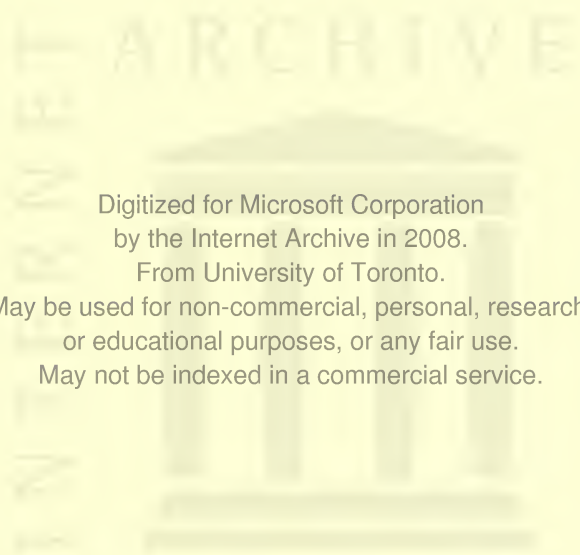 INTERNET
ARCHIVE
Digitized for Microsoft Corporation
by the Internet Archive in 2008.
From University of Toronto.
May be used for non-commercial, personal, research
or educational purposes, or any fair use.
May not be indexed in a commercial service.